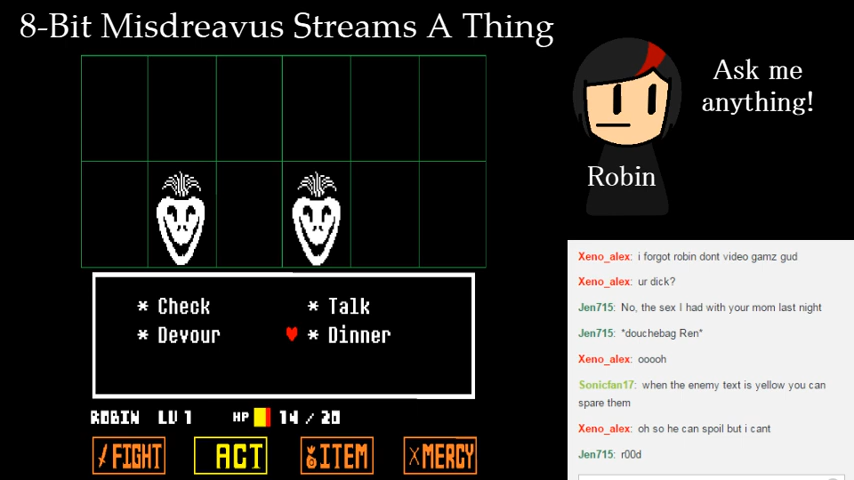 8-Bit Misdreavus Streams A Thing
Ask me
anything!
Robin
* Check
* Talk
* Devour
* Dinner
ROBIN LV 1 HP 14 / 20
FIGHT
ACT
ITEM
MERCY
Xeno_alex: i forgot robin dont video gamz gud
Xeno_alex: ur dick?
Jen715: No, the sex I had with your mom last night
Jen715: *douchebag Ren*
Xeno_alex: ooooh
Sonicfan17: when the enemy text is yellow you can
spare them
Xeno_alex: oh so he can spoil but i cant
Jen715: r00d